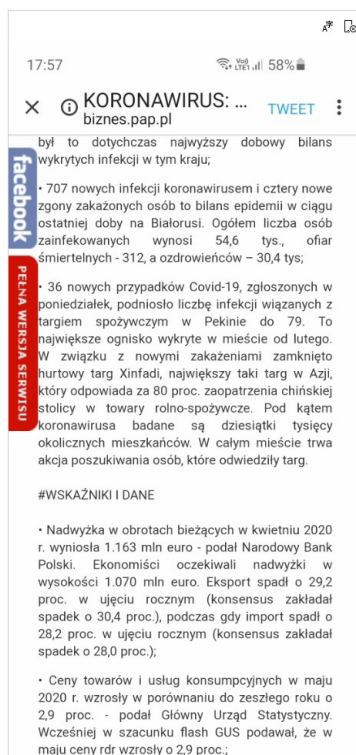 17:57
58%
KORONAWIRUS: ...
biznes.pap.pl
TWEET
był to dotychczas najwyższy dobowy bilans
wykrytych infekcji w tym kraju;
facebook
• 707 nowych infekcji koronawirusem i cztery nowe
zgony zakażonych osób to bilans epidemii w ciągu
ostatniej doby na Białorusi. Ogółem liczba osób
zainfekowanych wynosi 54,6 tys., ofiar
śmiertelnych - 312, a ozdrowieńców – 30,4 tys;
PEŁNA WERSJA SERWISU
• 36 nowych przypadków Covid-19, zgłoszonych w
poniedziałek, podniosło liczbę infekcji wiązanych z
targiem spożywczym w Pekinie do 79. To
największe ognisko wykryte w mieście od lutego.
W związku z nowymi zakażeniami zamknięto
hurtowy targ Xinfadi, największy taki targ w Azji,
który odpowiada za 80 proc. zaopatrzenia chińskiej
stolicy w towary rolno-spożywcze. Pod kątem
koronawirusa badane są dziesiątki tysięcy
okolicznych mieszkańców. W całym mieście trwa
akcja poszukiwania osób, które odwiedziły targ.
#WSKAŹNIKI I DANE
• Nadwyżka w obrotach bieżących w kwietniu 2020
r. wyniosła 1.163 mln euro - podał Narodowy Bank
Polski. Ekonomiści oczekiwali nadwyżki w
wysokości 1.070 mln euro. Eksport spadł o 29,2
proc. w ujęciu rocznym (konsensus zakładał
spadek o 30,4 proc.), podczas gdy import spadł o
28,2 proc. w ujęciu rocznym (konsensus zakładał
spadek o 28,0 proc.);
• Ceny towarów i usług konsumpcyjnych w maju
2020 r. wzrosły w porównaniu do zeszłego roku o
2,9 proc. - podał Główny Urząd Statystyczny.
Wcześniej w szacunku flash GUS podawał, że w
maju ceny rdr wzrosły o 2,9 proc.;